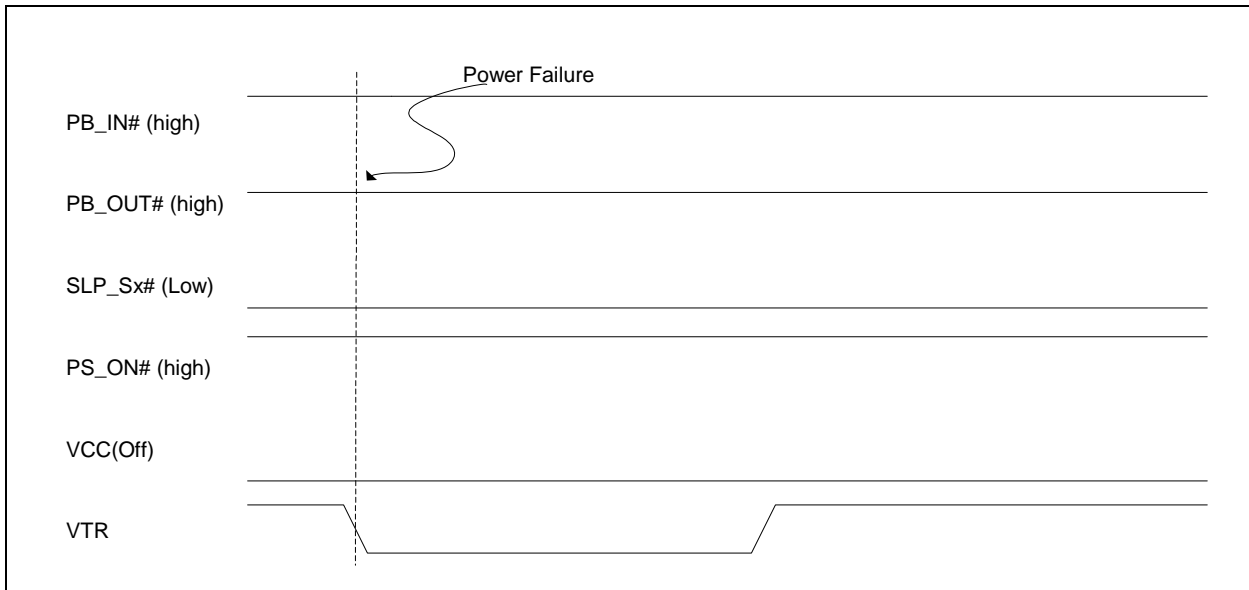 Power Failure
PB_IN# (high)
PB_OUT# (high)
SLP_Sx# (Low)
PS_ON# (high)
VCC(Off)
VTR